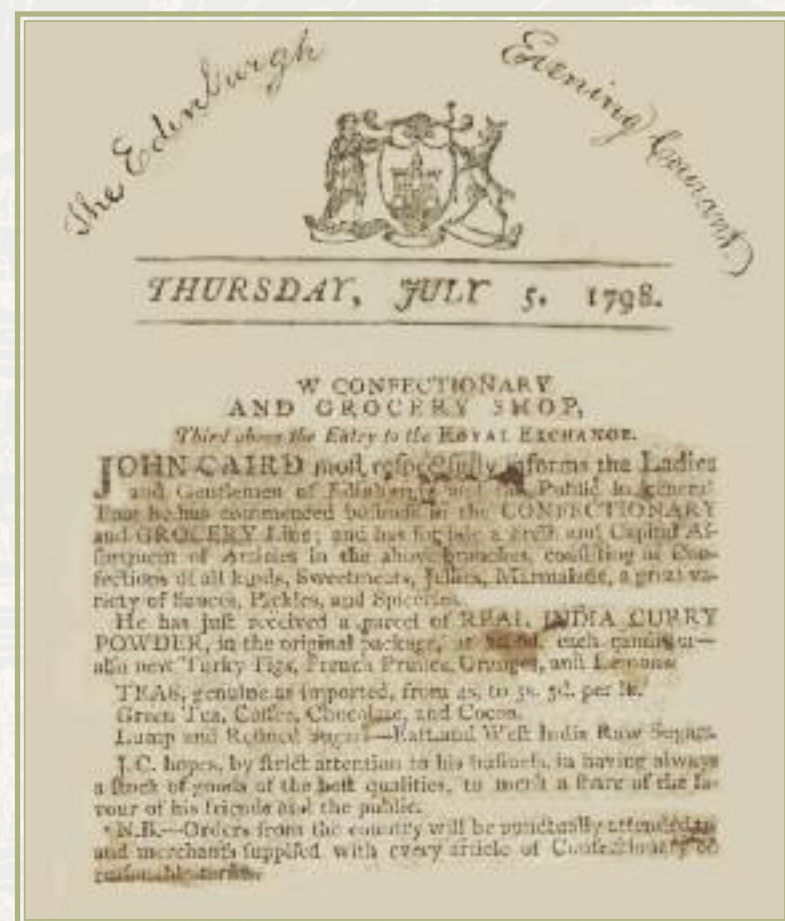 The Edinburgh Evening Courant
THURSDAY, JULY 5. 1798.
W CONFECTIONARY
AND GROCERY SHOP,
Third above the Entry to the ROYAL EXCHANGE.
JOHN CAIRD moſt reſpectfully informs the Ladies
and Gentlemen of Edinburgh and the Public in general
That he has commenced buſineſs in the CONFECTIONARY
and GROCERY Line; and has for ſale a freſh and Capital Aſ-
ſortment of Articles in the above branches, conſiſting of Con-
fections of all kinds, Sweetmeats, Jellies, Marmalade, a great va-
riety of Sauces, Pickles, and Spiceries.
He has juſt received a parcel of REAL INDIA CURRY
POWDER, in the original package, at each
alſo new Turky Figs, French Prunes, Oranges, and Lemons.
TEAS, genuine as imported, from 4s. to per lb.
Green Tea, Coffee, Chocolate, and Cocoa.
Lump and Refined Sugars—Eaſt and Weſt India Raw Sugars.
J.C. hopes, by ſtrict attention to his buſineſs, in having always
a ſtock of goods of the beſt qualities, to merit a ſhare of the fa-
vour of his friends and the public.
N.B.—Orders from the country will be punctually attended to
and merchants ſupplied with every article of Confectionary on
reaſonable terms.